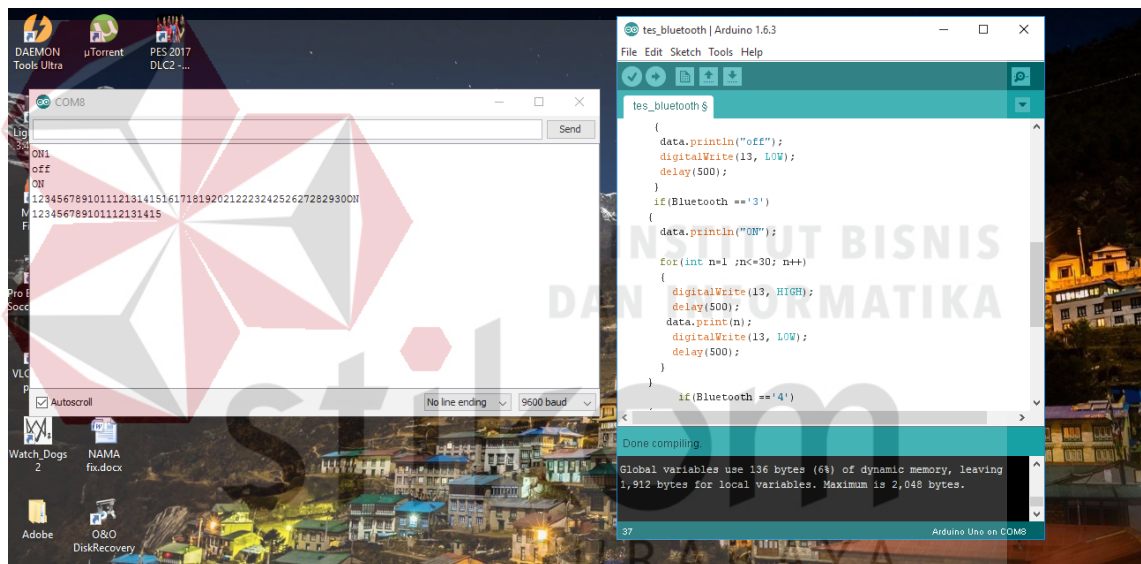 DAEMON
Tools Ultra
µTorrent
PES 2017
DLC2 -...
COM8
Send
ON1
off
ON
123456789101112131415161718192021222324252627282930ON
123456789101112131415
Autoscroll
No line ending
9600 baud
Watch_Dogs
2
NAMA
fix.docx
Adobe
O&O
DiskRecovery
tes_bluetooth | Arduino 1.6.3
File Edit Sketch Tools Help
tes_bluetooth §
{
data.println("off");
digitalWrite(13, LOW);
delay(500);
}
if(Bluetooth =='3')
{
data.println("ON");
for(int n=1 ;n<=30; n++)
{
digitalWrite(13, HIGH);
delay(500);
data.print(n);
digitalWrite(13, LOW);
delay(500);
}
}
if(Bluetooth =='4')
Done compiling.
Global variables use 136 bytes (6%) of dynamic memory, leaving
1,912 bytes for local variables. Maximum is 2,048 bytes.
37
Arduino Uno on COM8
INSTITUT BISNIS
DAN INFORMATIKA
stikom
SURABAYA